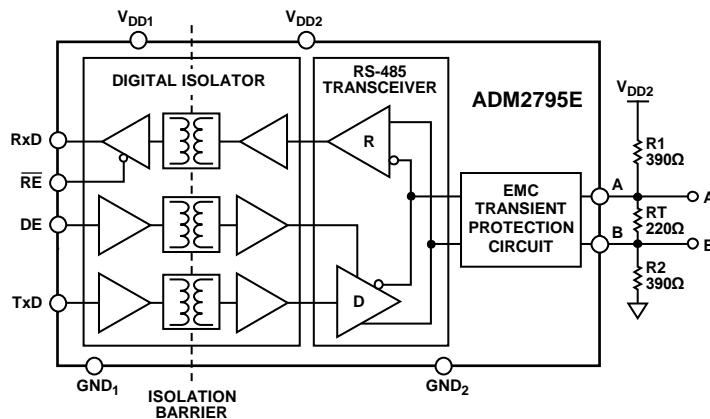 VDD1
VDD2
DIGITAL ISOLATOR
RS-485
TRANSCEIVER
ADM2795E
VDD2
RxD
R
R1
390Ω
RE
EMC
TRANSIENT
PROTECTION
CIRCUIT
A
A
DE
RT
220Ω
B
TxD
D
R2
390Ω
GND1
GND2
ISOLATION
BARRIER